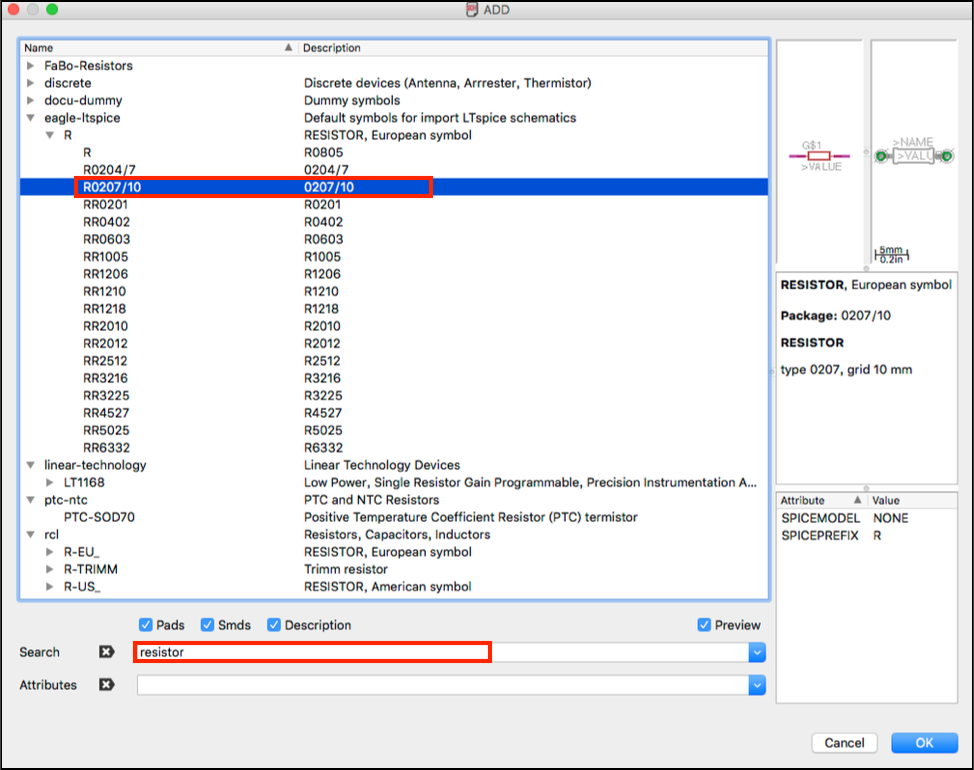 ADD
Name Description
FaBo-Resistors
discrete Discrete devices (Antenna, Arrrester, Thermistor)
docu-dummy Dummy symbols
eagle-ltspice Default symbols for import LTspice schematics
R RESISTOR, European symbol
R R0805
R0204/7 0204/7
R0207/10 0207/10
RR0201 R0201
RR0402 R0402
RR0603 R0603
RR1005 R1005
RR1206 R1206
RR1210 R1210
RR1218 R1218
RR2010 R2010
RR2012 R2012
RR2512 R2512
RR3216 R3216
RR3225 R3225
RR4527 R4527
RR5025 R5025
RR6332 R6332
linear-technology Linear Technology Devices
LT1168 Low Power, Single Resistor Gain Programmable, Precision Instrumentation A...
ptc-ntc PTC and NTC Resistors
PTC-SOD70 Positive Temperature Coefficient Resistor (PTC) termistor
rcl Resistors, Capacitors, Inductors
R-EU_ RESISTOR, European symbol
R-TRIMM Trimm resistor
R-US_ RESISTOR, American symbol
G$1
>VALUE
>NAME
>VALU
5mm
0.2in
RESISTOR, European symbol
Package: 0207/10
RESISTOR
type 0207, grid 10 mm
Attribute Value
SPICEMODEL NONE
SPICEPREFIX R
Pads Smds Description Preview
Search resistor
Attributes
Cancel OK